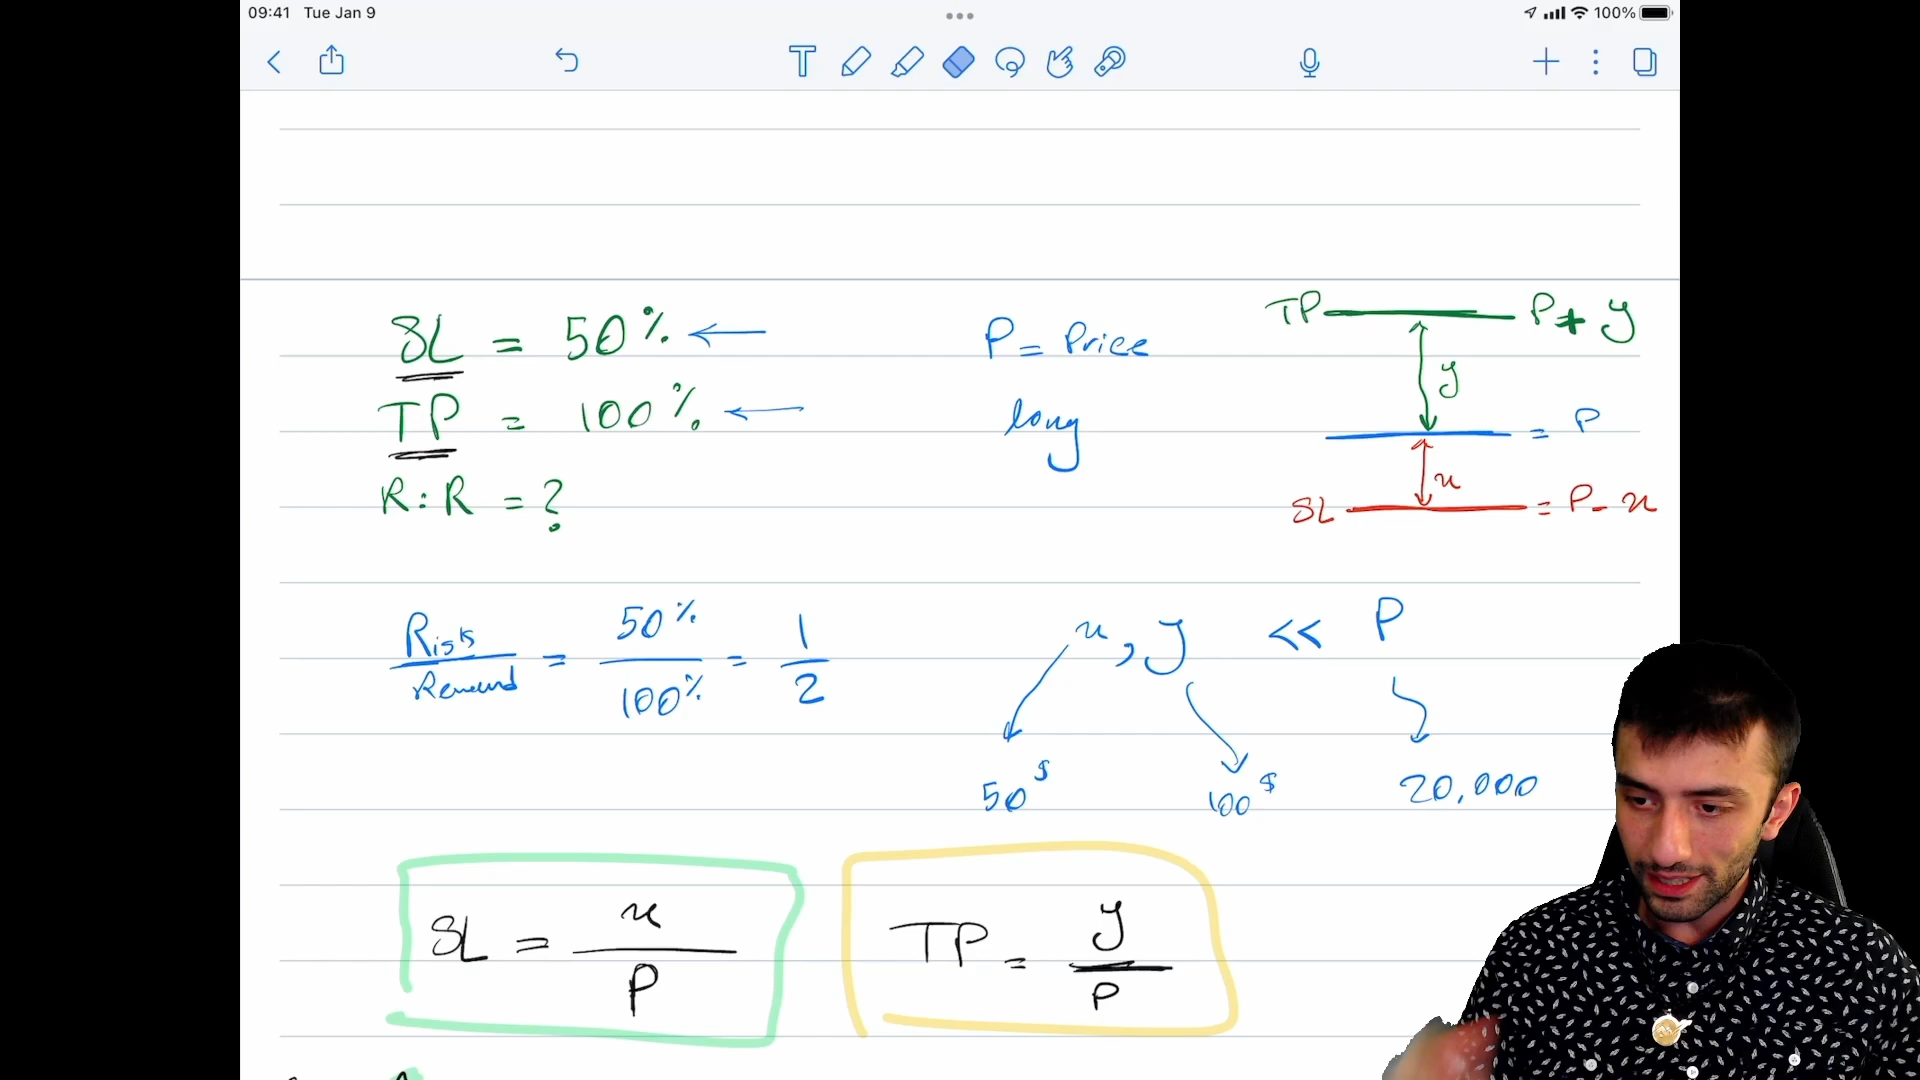 09:41 Tue Jan 9
100%
T
SL = 50%
TP = 100%
R:R = ?
P = Price
long
TP P + y
y
= P
x
SL = P - x
Risk/Reward = 50%/100% = 1/2
x, y << P
50$ 100$ 20,000
SL = x/P
TP = y/P